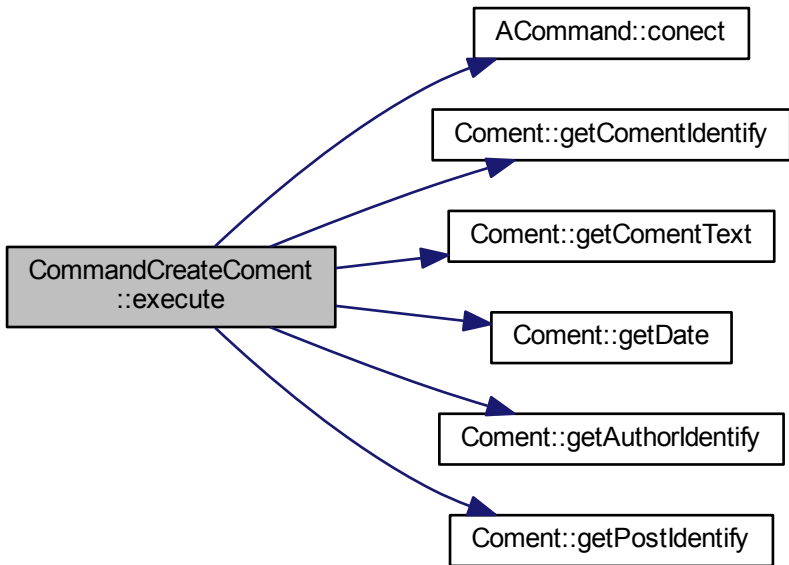 ACommand::conect
Coment::getComentIdentify
Coment::getComentText
CommandCreateComent
::execute
Coment::getDate
Coment::getAuthorIdentify
Coment::getPostIdentify